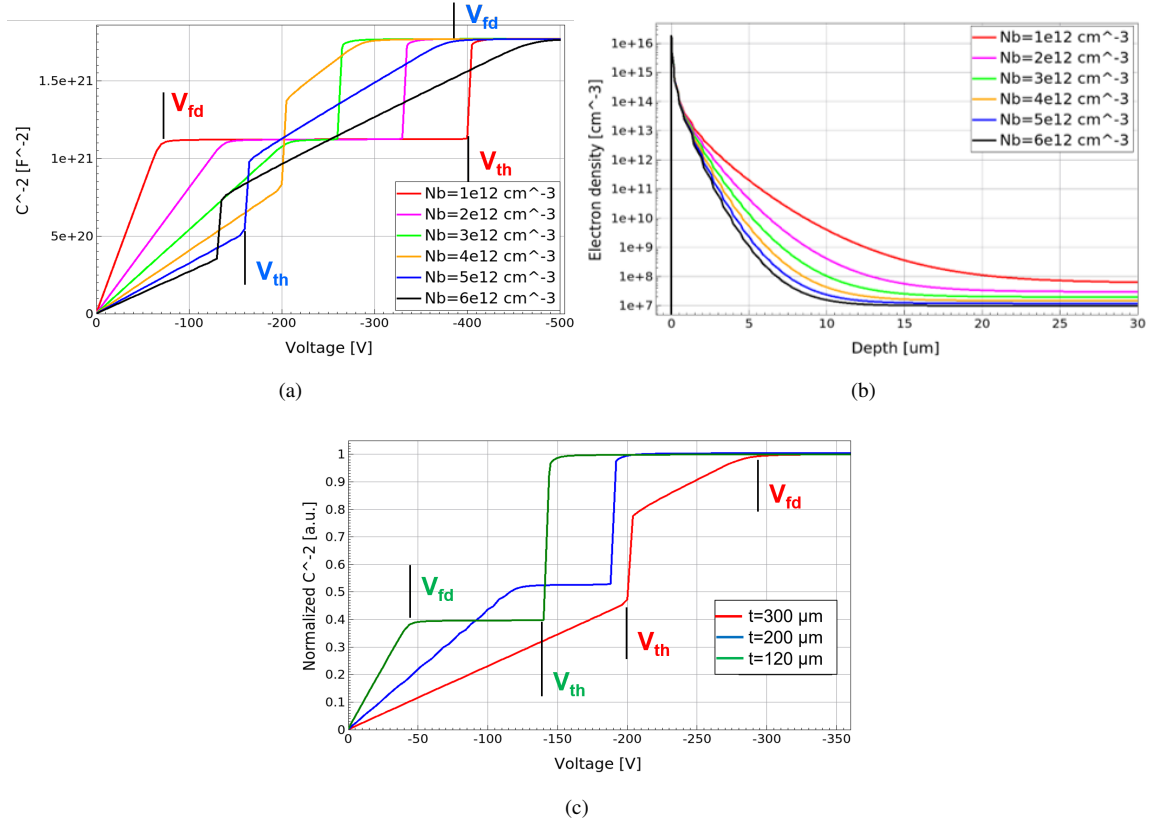 V_fd
V_fd
V_th
V_th
C^-2 [F^-2]
1.5e+21
1e+21
5e+20
0
Nb=1e12 cm^-3
Nb=2e12 cm^-3
Nb=3e12 cm^-3
Nb=4e12 cm^-3
Nb=5e12 cm^-3
Nb=6e12 cm^-3
0 -100 -200 -300 -400 -500
Voltage [V]
(a)
Electron density [cm^-3]
1e+16
1e+15
1e+14
1e+13
1e+12
1e+11
1e+10
1e+9
1e+8
1e+7
Nb=1e12 cm^-3
Nb=2e12 cm^-3
Nb=3e12 cm^-3
Nb=4e12 cm^-3
Nb=5e12 cm^-3
Nb=6e12 cm^-3
0 5 10 15 20 25 30
Depth [um]
(b)
Normalized C^-2 [a.u.]
1
0.9
0.8
0.7
0.6
0.5
0.4
0.3
0.2
0.1
0
V_fd
V_fd
V_th
V_th
t=300 μm
t=200 μm
t=120 μm
0 -50 -100 -150 -200 -250 -300 -350
Voltage [V]
(c)